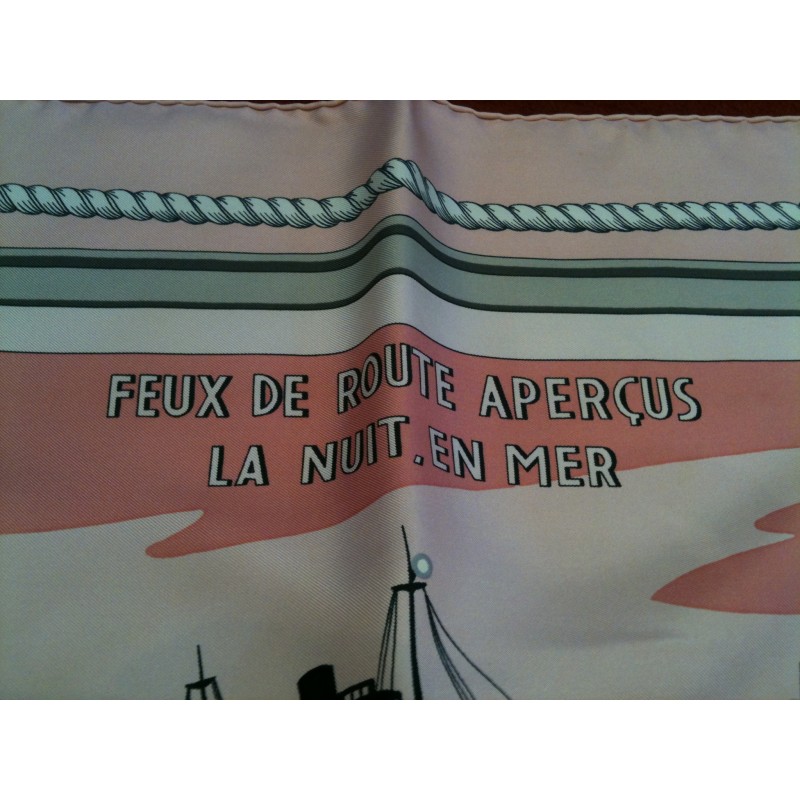 FEUX DE ROUTE APERÇUS
LA NUIT. EN MER